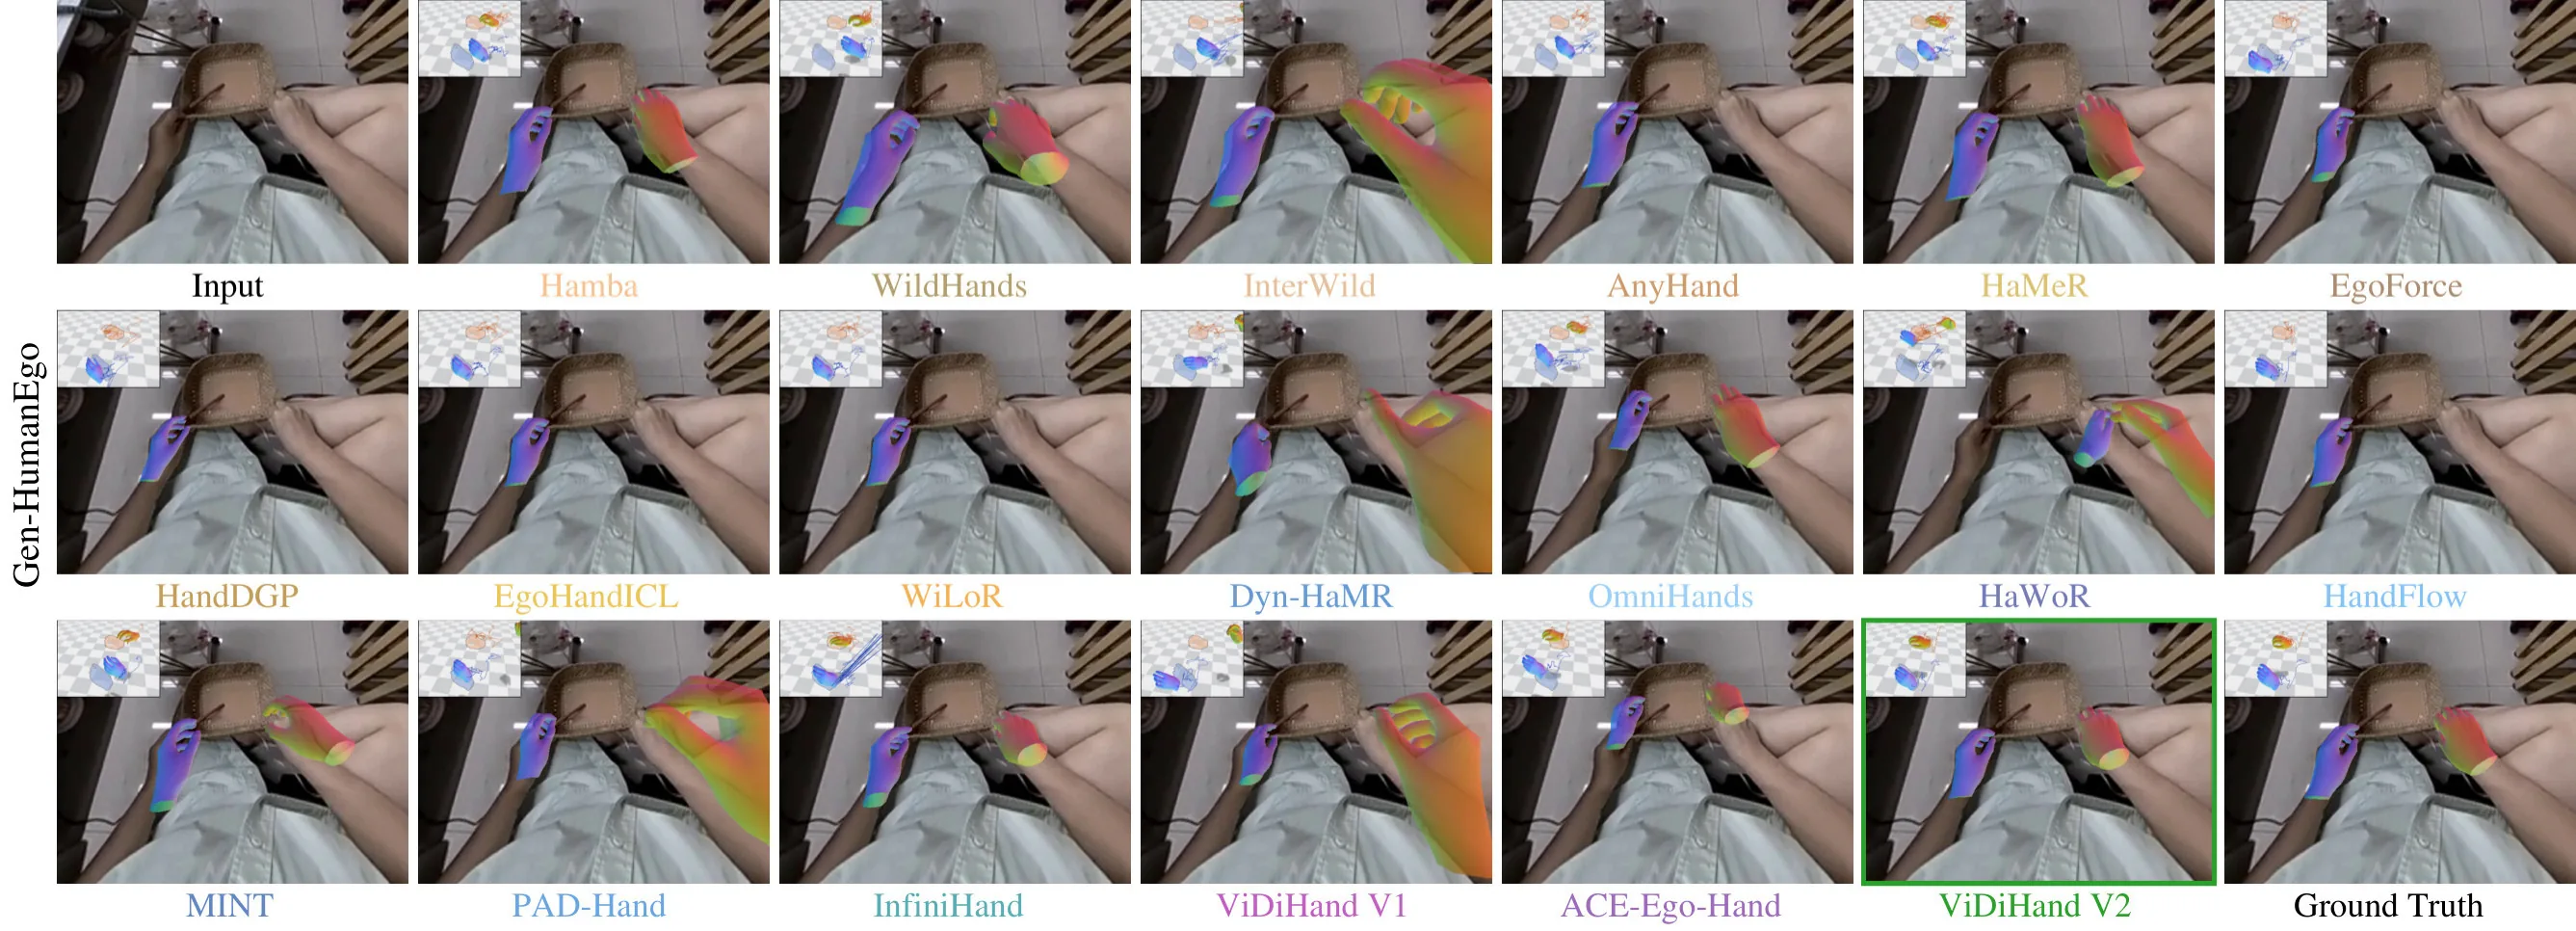 Gen-HumanEgo
Input
Hamba
WildHands
InterWild
AnyHand
HaMeR
EgoForce
HandDGP
EgoHandICL
WiLoR
Dyn-HaMR
OmniHands
HaWoR
HandFlow
MINT
PAD-Hand
InfiniHand
ViDiHand V1
ACE-Ego-Hand
ViDiHand V2
Ground Truth